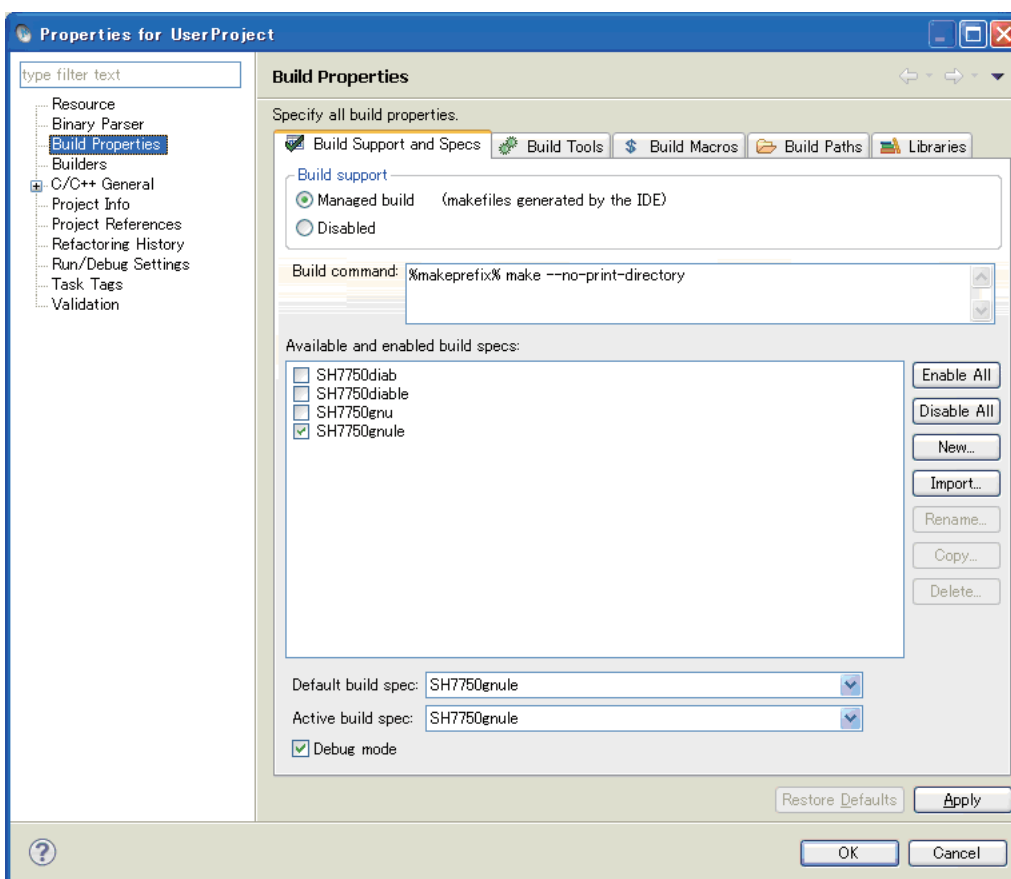 Properties for UserProject
type filter text
Resource
Binary Parser
Build Properties
Builders
C/C++ General
Project Info
Project References
Refactoring History
Run/Debug Settings
Task Tags
Validation
Build Properties
Specify all build properties.
Build Support and Specs Build Tools $ Build Macros Build Paths Libraries
Build support
Managed build (makefiles generated by the IDE)
Disabled
Build command: %makeprefix% make --no-print-directory
Available and enabled build specs:
SH7750diab
SH7750diable
SH7750gnu
SH7750gnule
Enable All
Disable All
New...
Import...
Rename...
Copy...
Delete...
Default build spec: SH7750gnule
Active build spec: SH7750gnule
Debug mode
Restore Defaults Apply
? OK Cancel